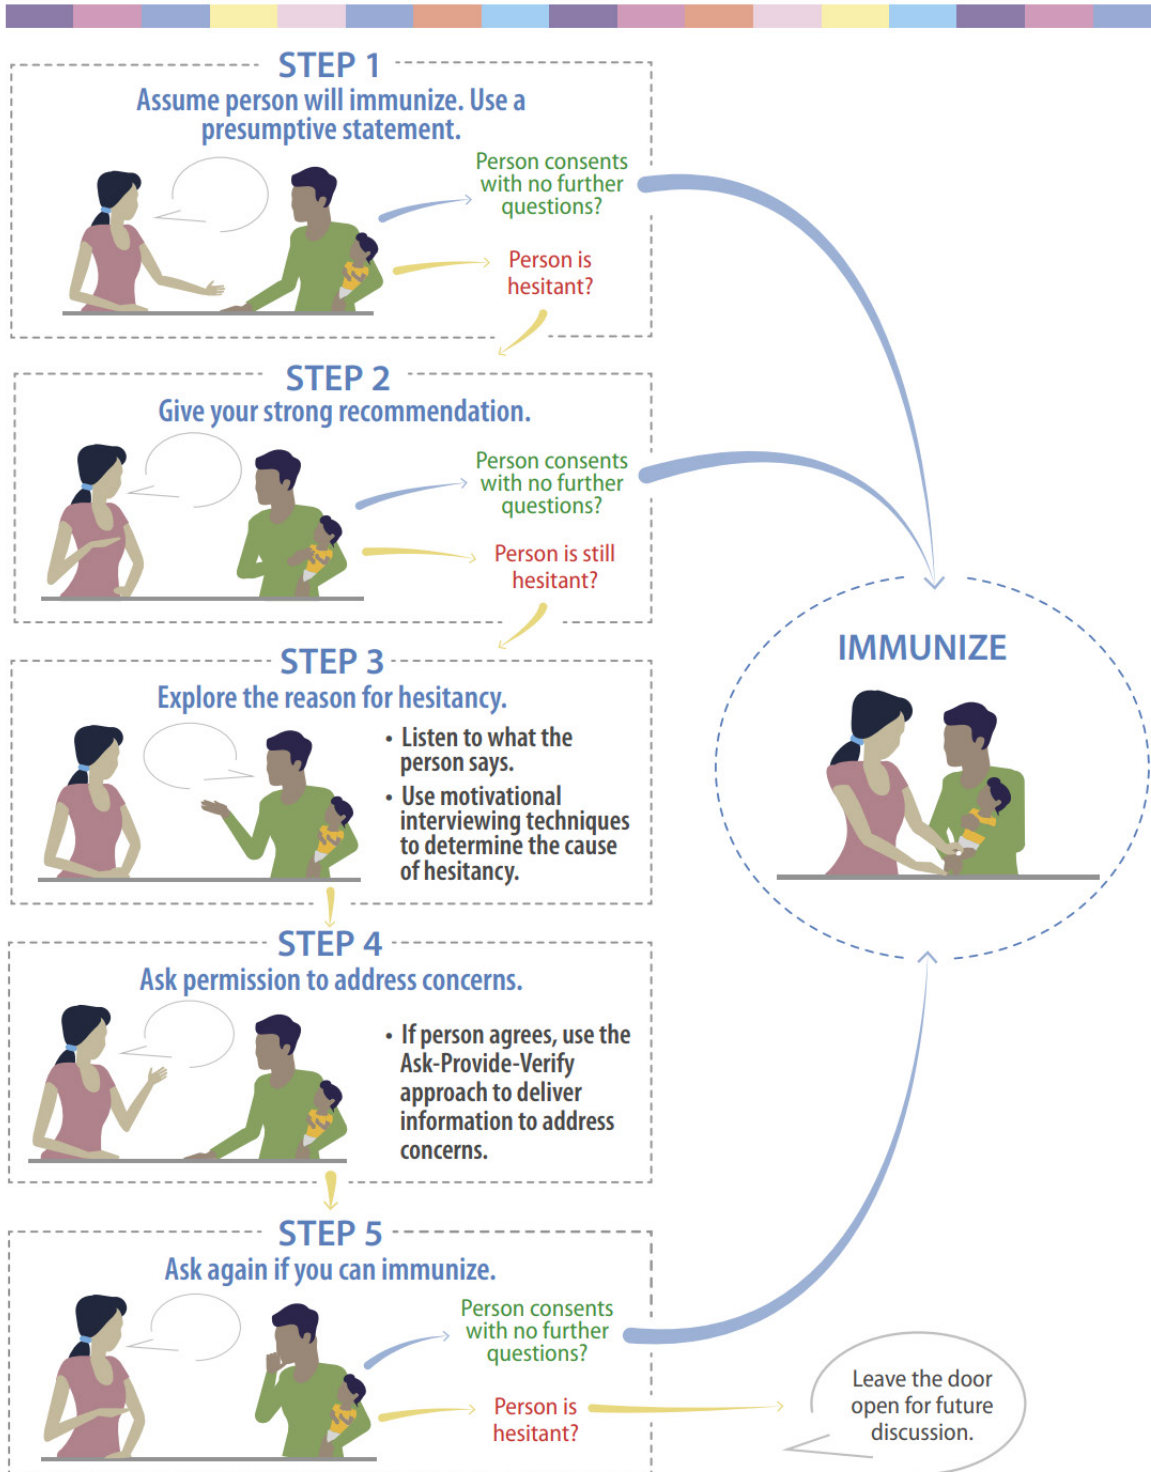 STEP 1
Assume person will immunize. Use a
presumptive statement.
Person consents
with no further
questions?
Person is
hesitant?
STEP 2
Give your strong recommendation.
Person consents
with no further
questions?
Person is still
hesitant?
STEP 3
Explore the reason for hesitancy.
• Listen to what the
person says.
• Use motivational
interviewing techniques
to determine the cause
of hesitancy.
STEP 4
Ask permission to address concerns.
• If person agrees, use the
Ask-Provide-Verify
approach to deliver
information to address
concerns.
STEP 5
Ask again if you can immunize.
Person consents
with no further
questions?
Person is
hesitant?
IMMUNIZE
Leave the door
open for future
discussion.